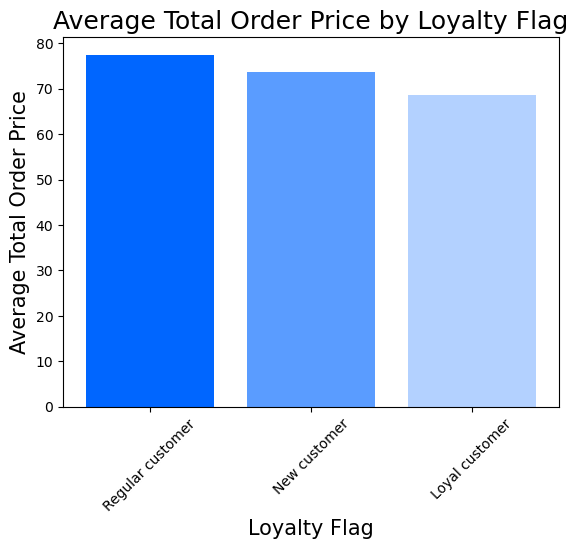 Average Total Order Price by Loyalty Flag
Average Total Order Price
80
70
60
50
40
30
20
10
0
Regular customer
New customer
Loyal customer
Loyalty Flag